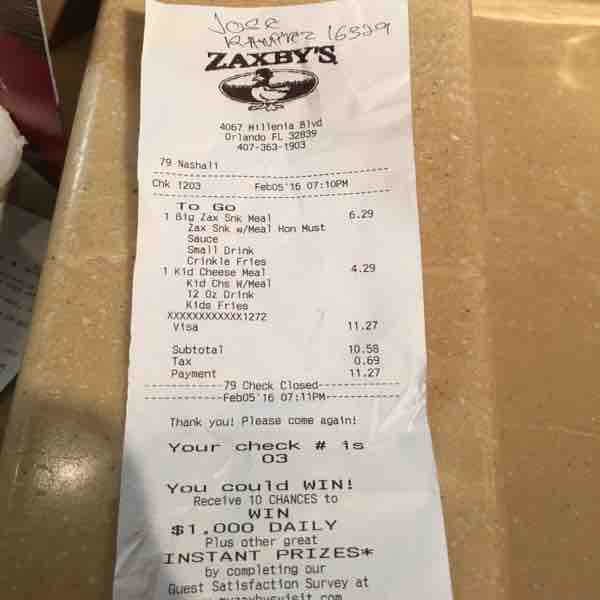 JOSE
RAMIREZ 16329
ZAXBY'S
4067 Millenia Blvd
Orlando FL 32839
407-363-1903
79 Nashali
Chk 1203 Feb05'16 07:10PM
To Go
1 Big Zax Snk Meal 6.29
Zax Snk w/Meal Hon Must
Sauce
Small Drink
Crinkle Fries
1 Kid Cheese Meal 4.29
Kid Chs W/Meal
12 Oz Drink
Kids Fries
XXXXXXXXXXXX1272
Visa 11.27
Subtotal 10.58
Tax 0.69
Payment 11.27
79 Check Closed
Feb05'16 07:11PM
Thank you! Please come again!
Your check # is
03
You could WIN!
Receive 10 CHANCES to
WIN
$1,000 DAILY
Plus other great
INSTANT PRIZES*
by completing our
Guest Satisfaction Survey at
myzaxbysvisit.com